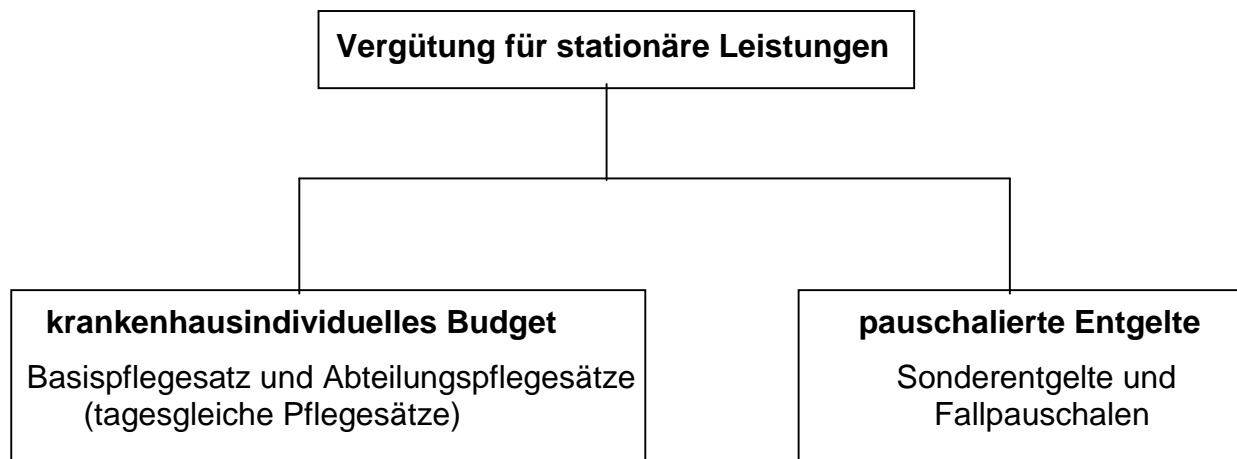 Vergütung für stationäre Leistungen
krankenhausindividuelles Budget
Basispflegesatz und Abteilungspflegesätze
(tagesgleiche Pflegesätze)
pauschalierte Entgelte
Sonderentgelte und
Fallpauschalen